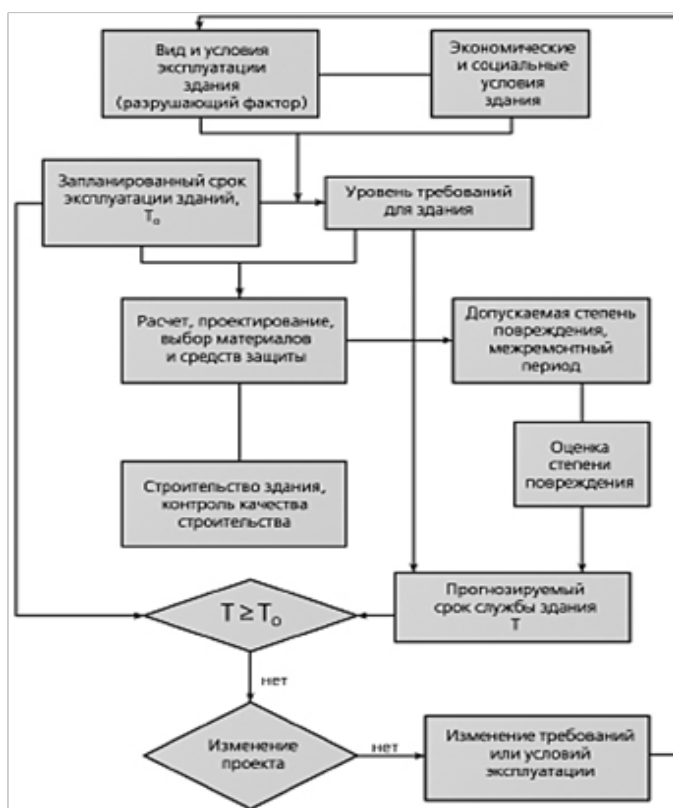 Вид и условия
эксплуатации
здания
(разрушающий фактор)
Экономические
и социальные
условия
здания
Запланированный срок
эксплуатации зданий,
Tₒ
Уровень требований
для здания
Расчет, проектирование,
выбор материалов
и средств защиты
Допускаемая степень
повреждения,
межремонтный
период
Оценка
степени
повреждения
Строительство здания,
контроль качества
строительства
Прогнозируемый
срок службы здания
T
T ≥ Tₒ
нет
Изменение
проекта
нет
Изменение требований
или условий
эксплуатации